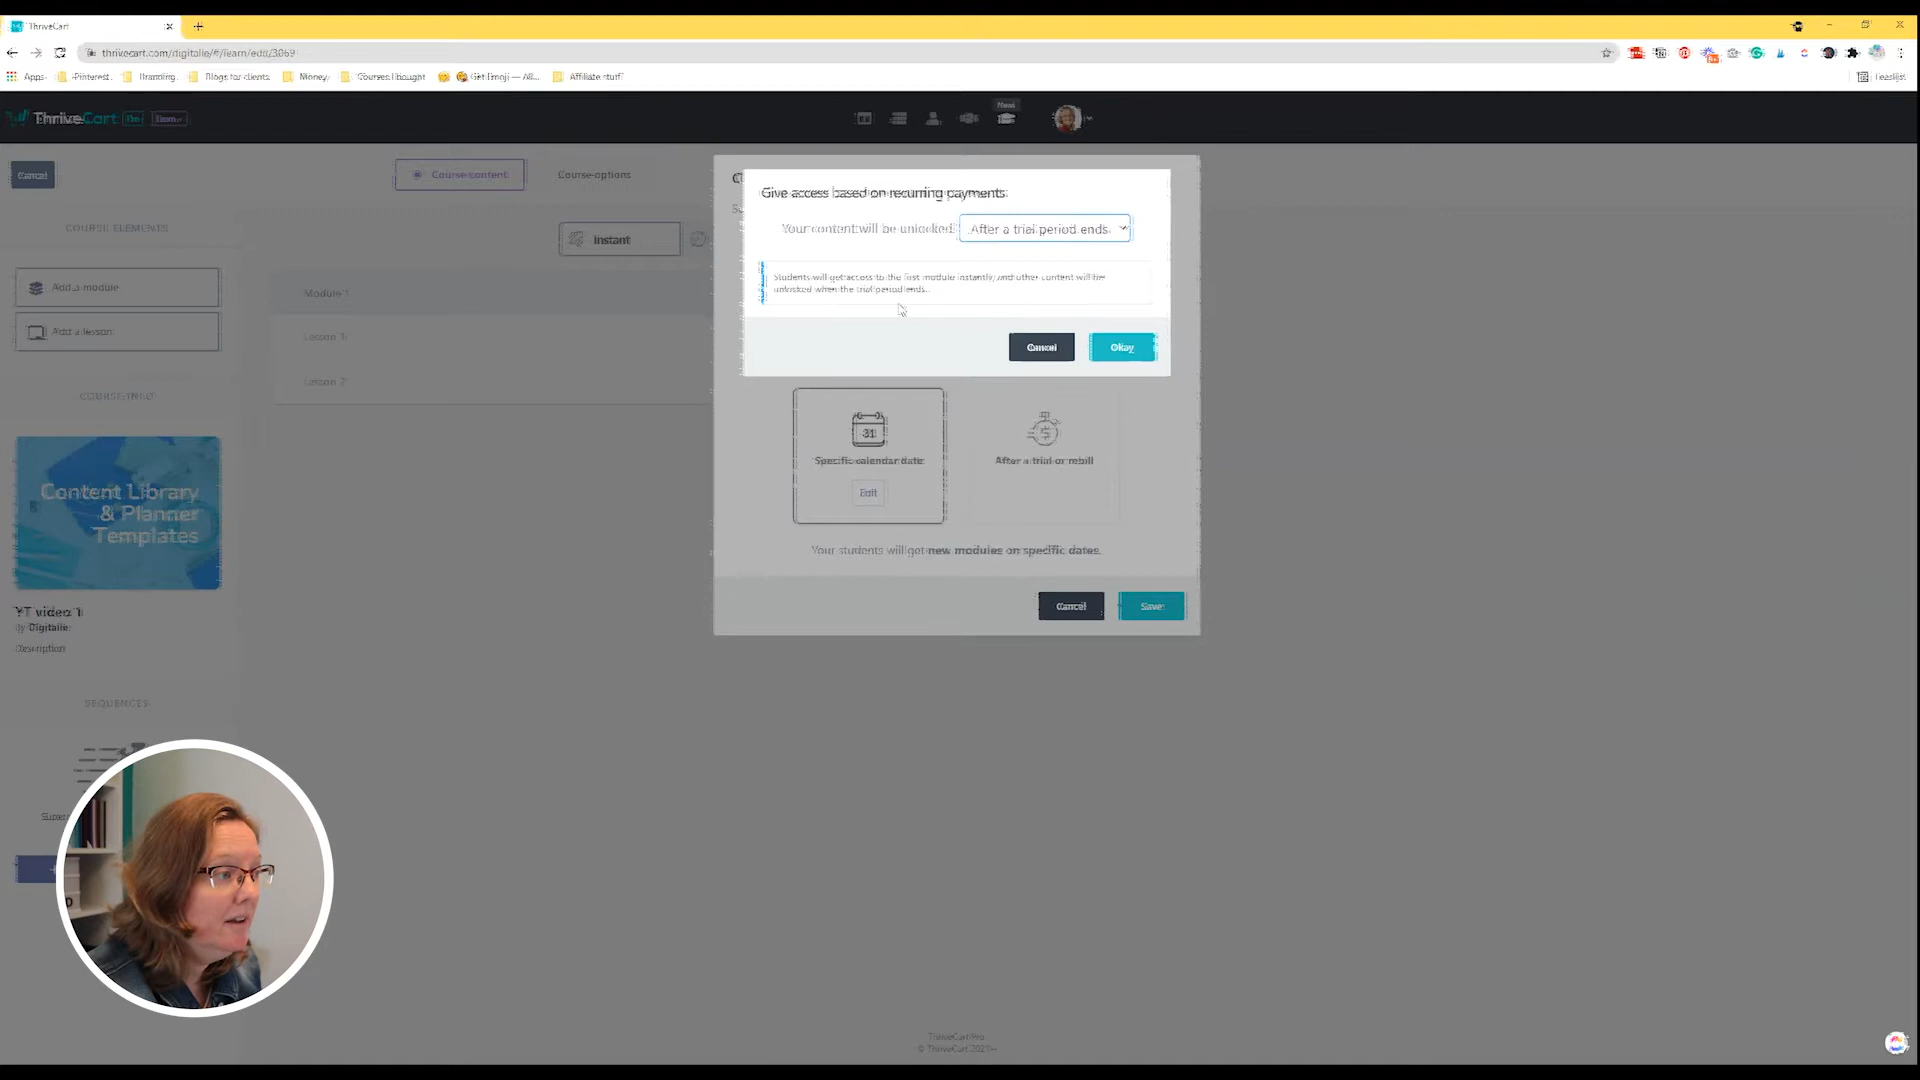 ThriveCart
thrivecart.com/digitalie/#/learn/edit/3869
Apps
Pinterest
Branding
Blogs for clients
Money
Courses bought
Get Emoji — All...
Affiliate stuff
ThriveCart
New!
Cancel
Course content
Course options
COURSE ELEMENTS
Instant
Add a module
Add a lesson
Module 1
Lesson 1
Lesson 2
COURSE INFO
Content Library
& Planner
Templates
YT video 1
By Digitalie
Description
SEQUENCES
Give access based on recurring payments
Your content will be unlocked
After a trial period ends
Students will get access to the first module instantly, and other content will be
unlocked when the trial period ends.
Cancel
Okay
31
Specific calendar date
Edit
After a trial or rebill
Your students will get new modules on specific dates.
Cancel
Save
ThriveCart Pro
© ThriveCart 2021